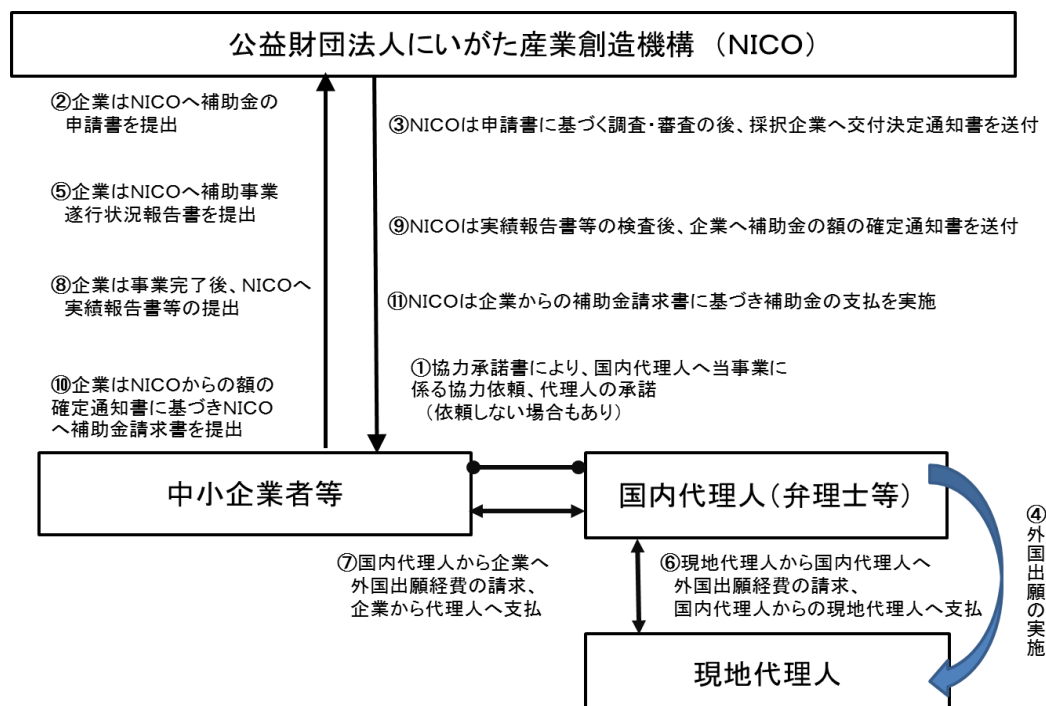 公益財団法人にいがた産業創造機構 （NICO）
②企業はNICOへ補助金の
申請書を提出
③NICOは申請書に基づく調査・審査の後、採択企業へ交付決定通知書を送付
⑤企業はNICOへ補助事業
遂行状況報告書を提出
⑨NICOは実績報告書等の検査後、企業へ補助金の額の確定通知書を送付
⑧企業は事業完了後、NICOへ
実績報告書等の提出
⑪NICOは企業からの補助金請求書に基づき補助金の支払を実施
①協力承諾書により、国内代理人へ当事業に
係る協力依頼、代理人の承諾
（依頼しない場合もあり）
⑩企業はNICOからの額の
確定通知書に基づきNICO
へ補助金請求書を提出
中小企業者等
国内代理人（弁理士等）
④外国出願の実施
⑦国内代理人から企業へ
外国出願経費の請求、
企業から代理人へ支払
⑥現地代理人から国内代理人へ
外国出願経費の請求、
国内代理人からの現地代理人へ支払
現地代理人